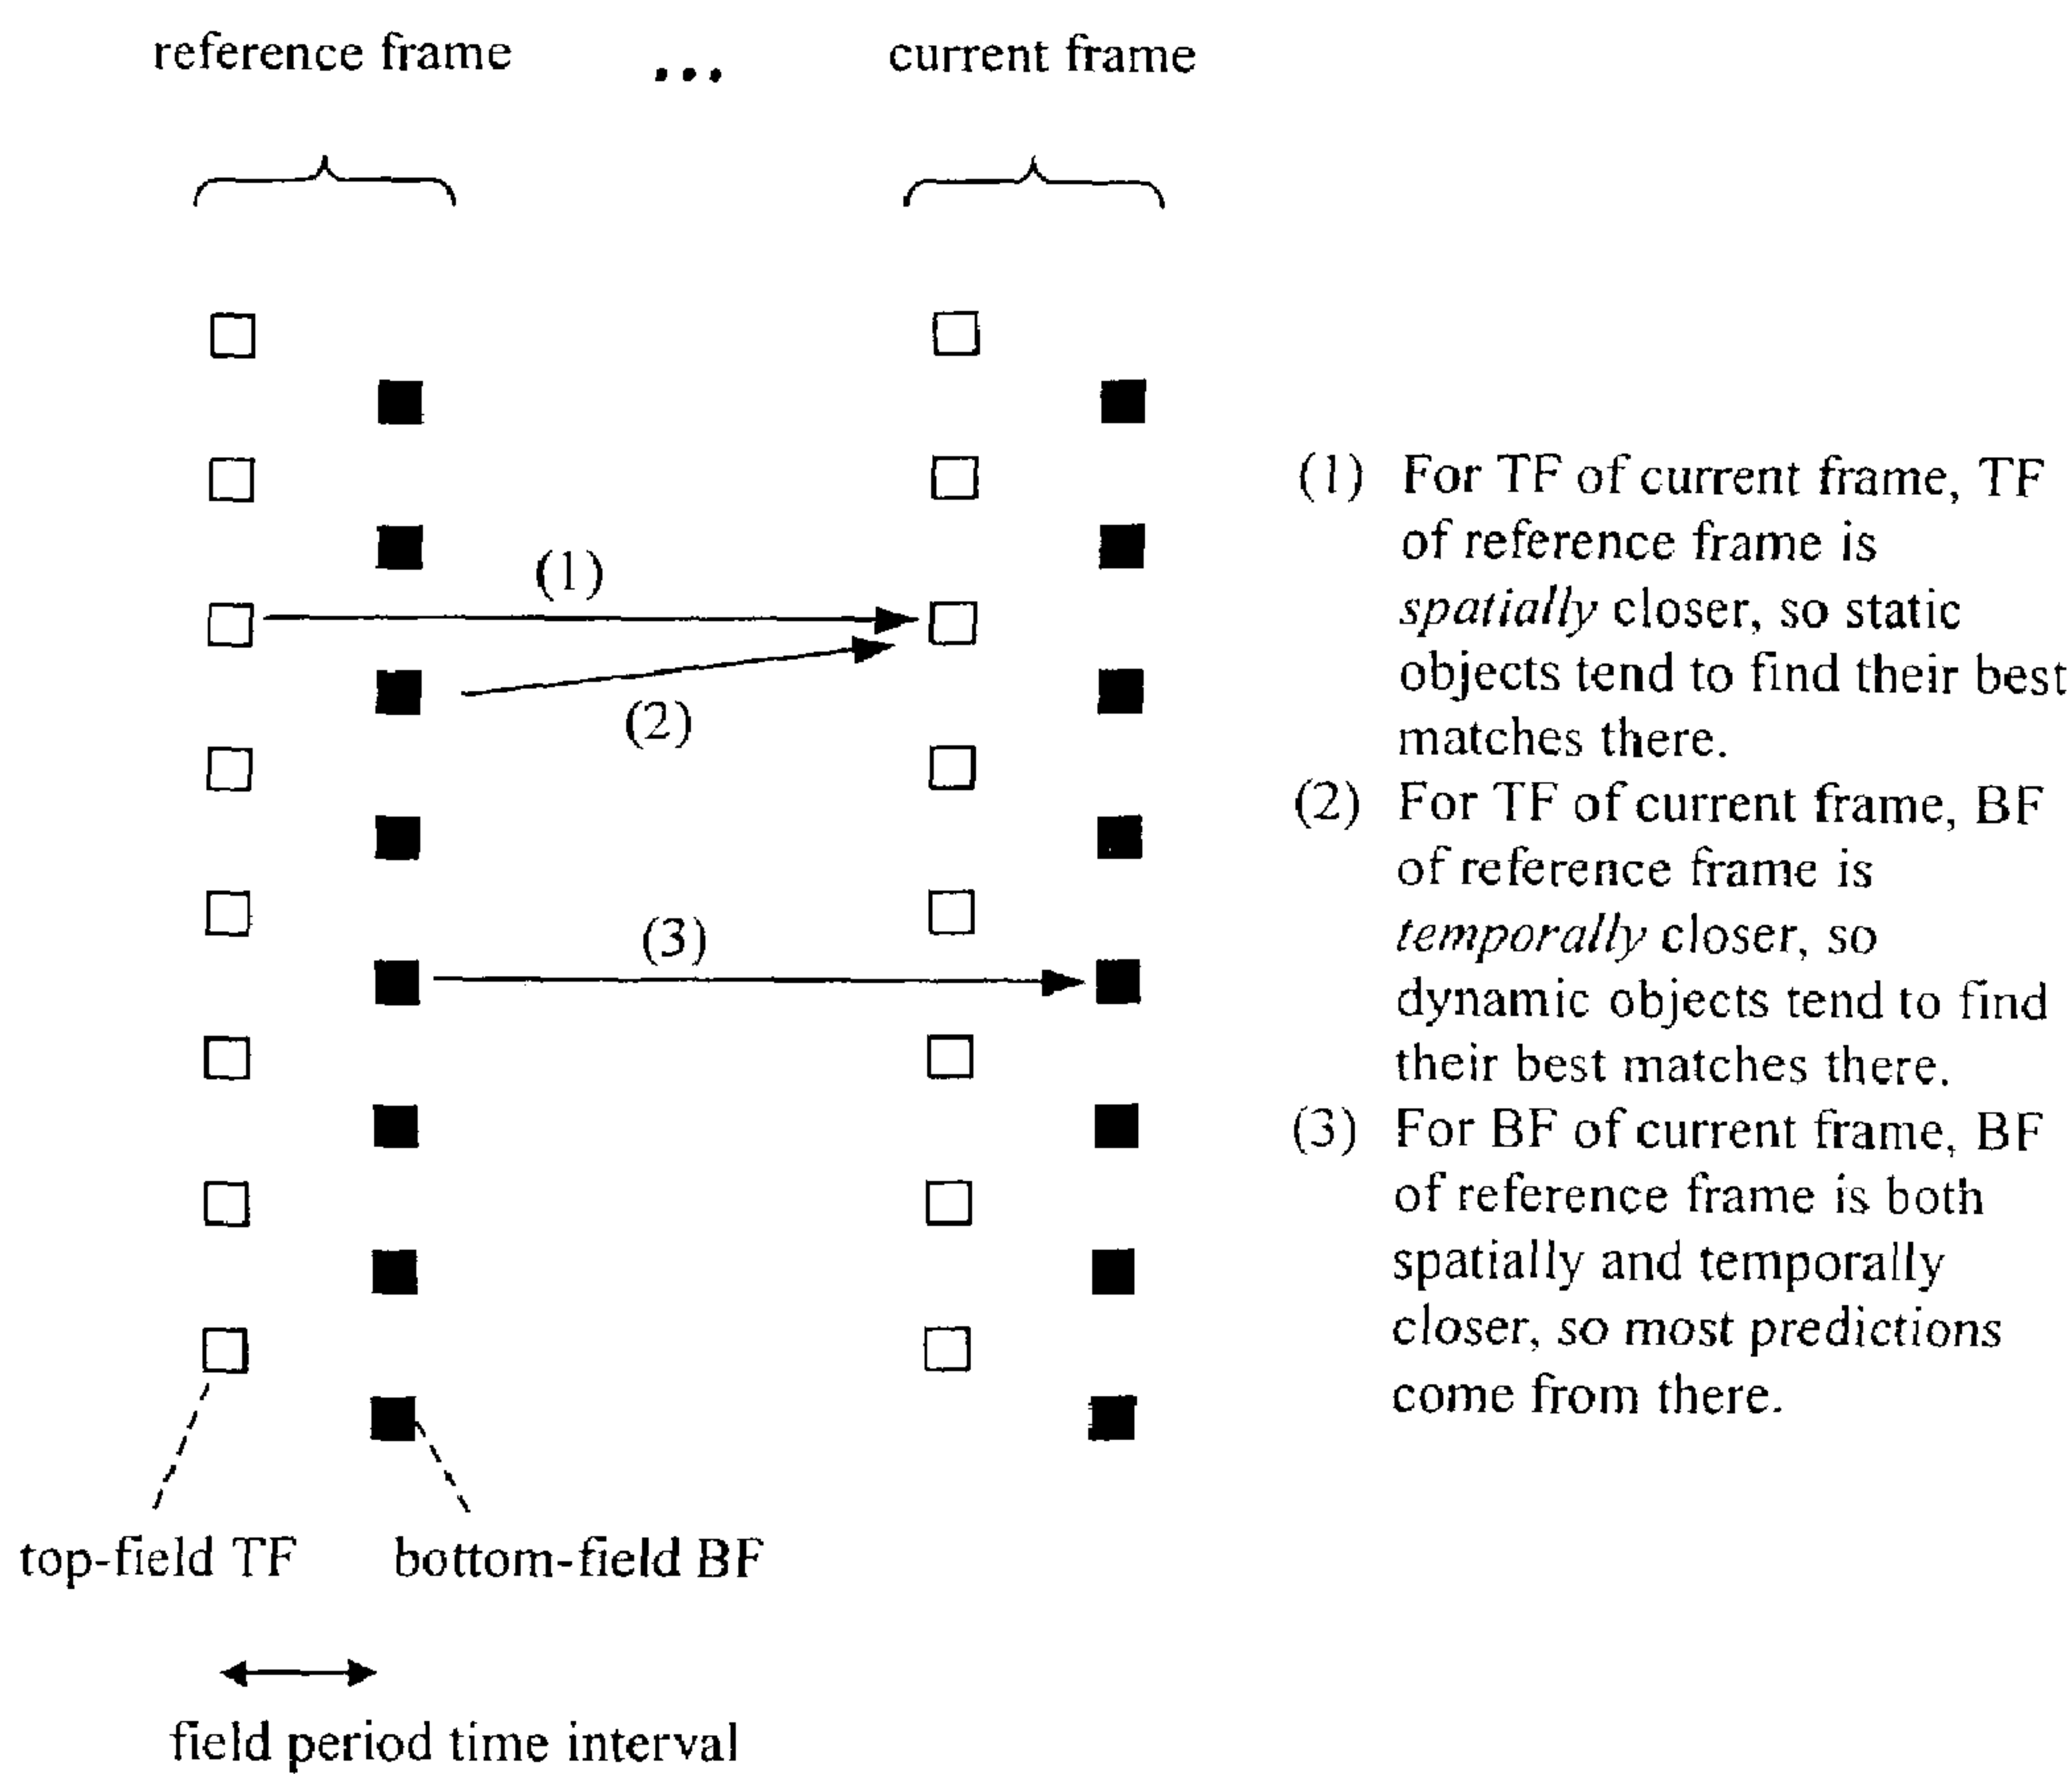 reference frame ... current frame
(1) For TF of current frame, TF
of reference frame is
spatially closer, so static
objects tend to find their best
matches there.
(2) For TF of current frame, BF
of reference frame is
temporally closer, so
dynamic objects tend to find
their best matches there.
(3) For BF of current frame, BF
of reference frame is both
spatially and temporally
closer, so most predictions
come from there.
(1)
(2)
(3)
top-field TF bottom-field BF
field period time interval